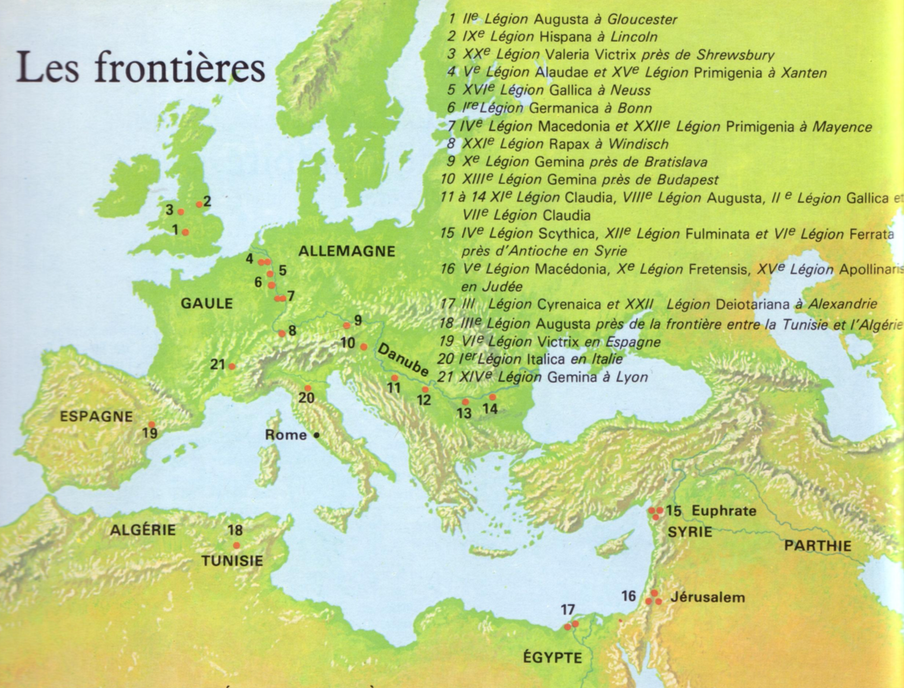 Les frontières
1 IIe Légion Augusta à Gloucester
2 IXe Légion Hispana à Lincoln
3 XXe Légion Valeria Victrix près de Shrewsbury
4 Ve Légion Alaudae et XVe Légion Primigenia à Xanten
5 XVIe Légion Gallica à Neuss
6 Ire Légion Germanica à Bonn
7 IVe Légion Macedonia et XXIIe Légion Primigenia à Mayence
8 XXIe Légion Rapax à Windisch
9 Xe Légion Gemina près de Bratislava
10 XIIIe Légion Gemina près de Budapest
11 à 14 XIe Légion Claudia, VIIIe Légion Augusta, II e Légion Gallica et
VIIe Légion Claudia
15 IVe Légion Scythica, XIIe Légion Fulminata et VIe Légion Ferrata
près d'Antioche en Syrie
16 Ve Légion Macédonia, Xe Légion Fretensis, XVe Légion Apollinaris
en Judée
17 III Légion Cyrenaica et XXII Légion Deiotariana à Alexandrie
18 IIIe Légion Augusta près de la frontière entre la Tunisie et l'Algérie
19 VIe Légion Victrix en Espagne
20 Ier Légion Italica en Italie
21 XIVe Légion Gemina à Lyon
2
3
1
ALLEMAGNE
4
5
6
7
GAULE
8
9
10
Danube
21
11
12
13
14
20
ESPAGNE
19
Rome
15 Euphrate
SYRIE
PARTHIE
ALGÉRIE
18
TUNISIE
16
Jérusalem
17
ÉGYPTE